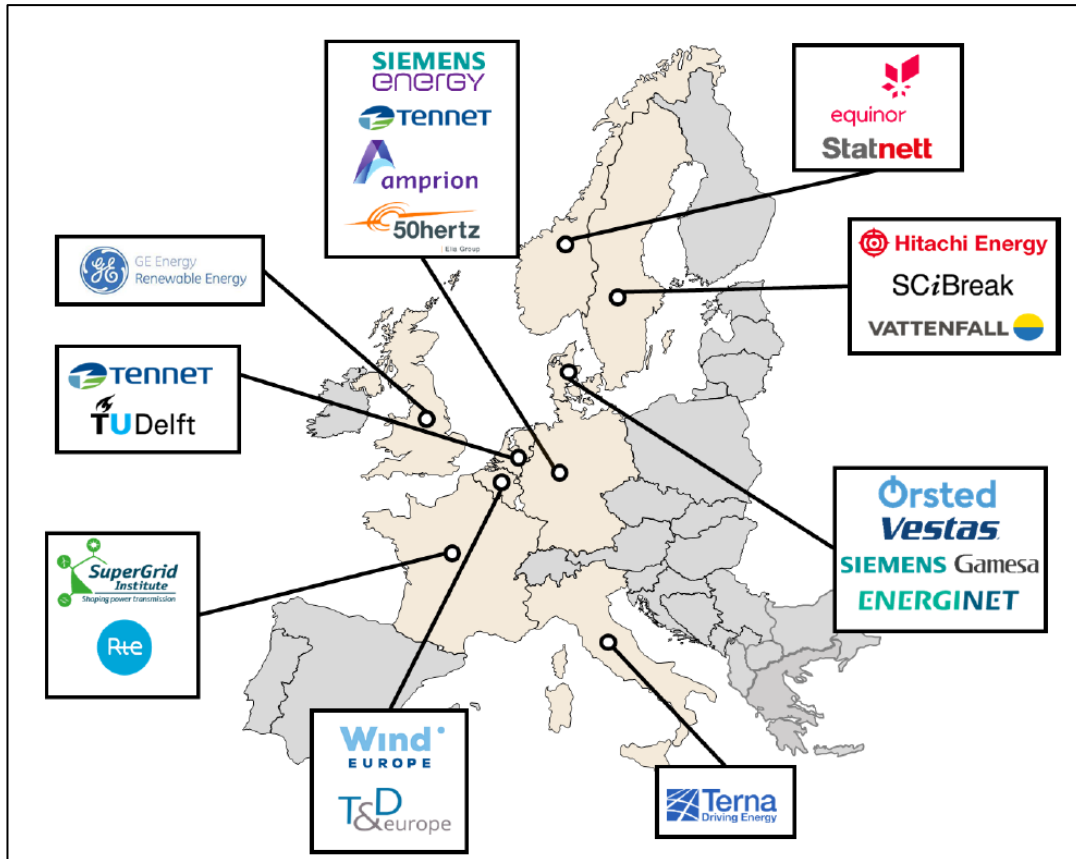 SIEMENS
energy
TENNET
amprion
50hertz
Elia Group
equinor
Statnett
Hitachi Energy
SCiBreak
VATTENFALL
GE
GE Energy
Renewable Energy
TENNET
TUDelft
Ørsted
Vestas
SIEMENS Gamesa
ENERGINET
SuperGrid
Institute
Shaping power transmission
Rte
Wind
EUROPE
T&D europe
Terna
Driving Energy